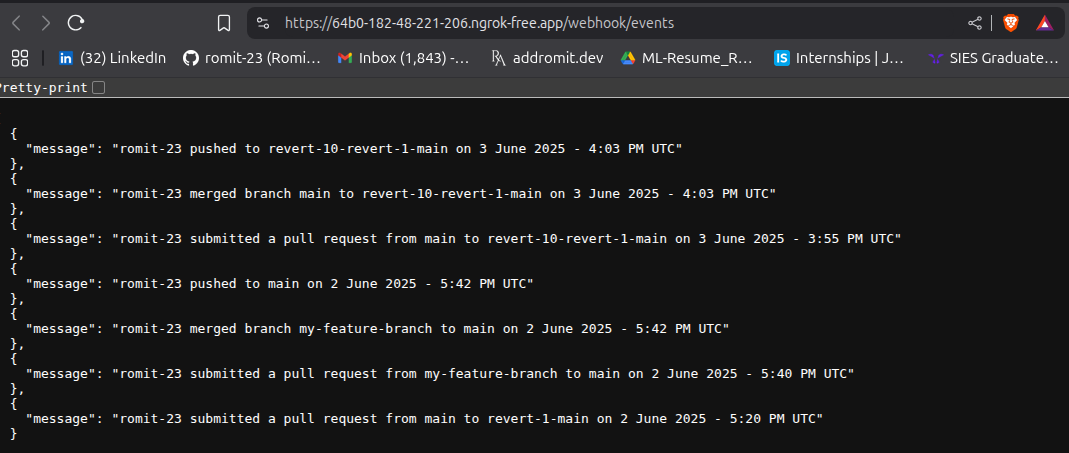 https://64b0-182-48-221-206.ngrok-free.app/webhook/events
(32) LinkedIn romit-23 (Romi... Inbox (1,843) -... addromit.dev ML-Resume_R... Internships | J... SIES Graduate...
Pretty-print
{
"message": "romit-23 pushed to revert-10-revert-1-main on 3 June 2025 - 4:03 PM UTC"
},
{
"message": "romit-23 merged branch main to revert-10-revert-1-main on 3 June 2025 - 4:03 PM UTC"
},
{
"message": "romit-23 submitted a pull request from main to revert-10-revert-1-main on 3 June 2025 - 3:55 PM UTC"
},
{
"message": "romit-23 pushed to main on 2 June 2025 - 5:42 PM UTC"
},
{
"message": "romit-23 merged branch my-feature-branch to main on 2 June 2025 - 5:42 PM UTC"
},
{
"message": "romit-23 submitted a pull request from my-feature-branch to main on 2 June 2025 - 5:40 PM UTC"
},
{
"message": "romit-23 submitted a pull request from main to revert-1-main on 2 June 2025 - 5:20 PM UTC"
}